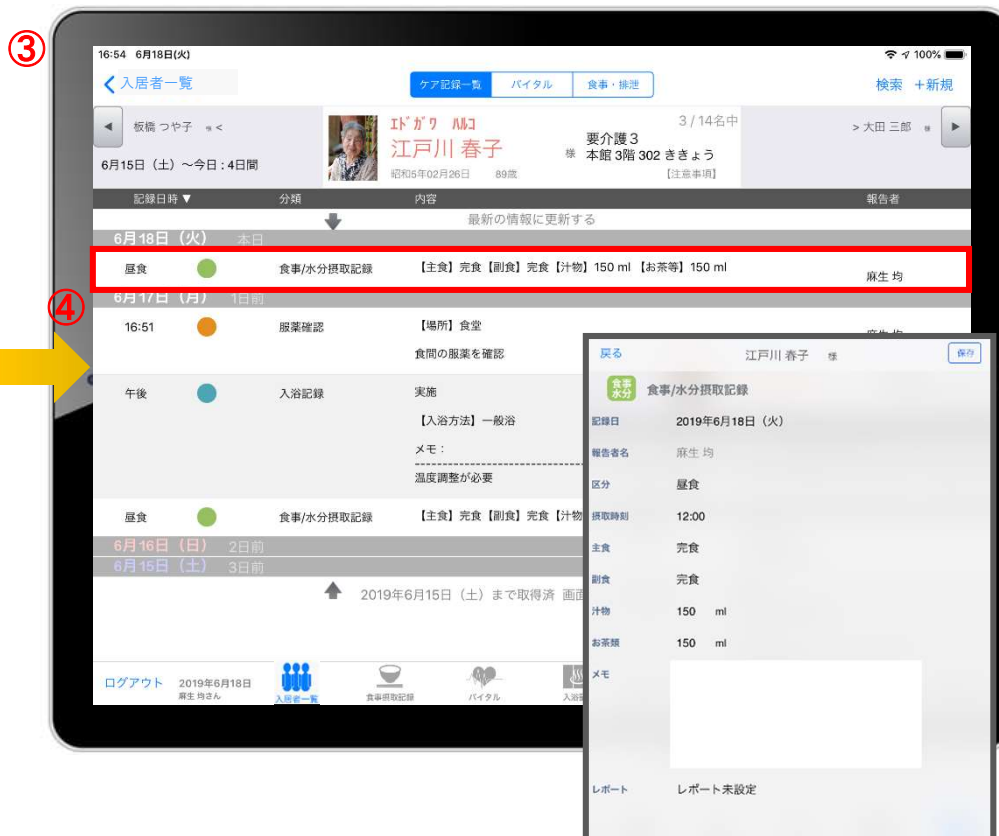 ③
16:54 6月18日(火) 100%
入居者一覧 ケア記録一覧 バイタル 食事・排泄 検索 +新規
板橋 つや子 様 <
6月15日（土）～今日 : 4日間
ｴﾄﾞｶﾞﾜ ﾊﾙｺ
江戸川 春子 様
昭和5年02月26日 89歳
3 / 14名中
要介護3
本館 3階 302 ききょう
【注意事項】
> 大田 三郎 様
記録日時 ▼ 分類 内容 報告者
最新の情報に更新する
6月18日（火） 本日
昼食 食事/水分摂取記録 【主食】完食【副食】完食【汁物】150 ml 【お茶等】150 ml 麻生 均
④
6月17日（月） 1日前
16:51 服薬確認 【場所】食堂 麻生 均
食間の服薬を確認
午後 入浴記録 実施
【入浴方法】一般浴
メモ：
温度調整が必要
昼食 食事/水分摂取記録 【主食】完食【副食】完食【汁物
6月16日（日） 2日前
6月15日（土） 3日前
2019年6月15日（土）まで取得済 画面
ログアウト 2019年6月18日
麻生 均さん
入居者一覧 食事摂取記録 バイタル
戻る 江戸川 春子 様 保存
食事
水分
食事/水分摂取記録
記録日 2019年6月18日（火）
報告者名 麻生 均
区分 昼食
摂取時刻 12:00
主食 完食
副食 完食
汁物 150 ml
お茶類 150 ml
メモ
レポート レポート未設定